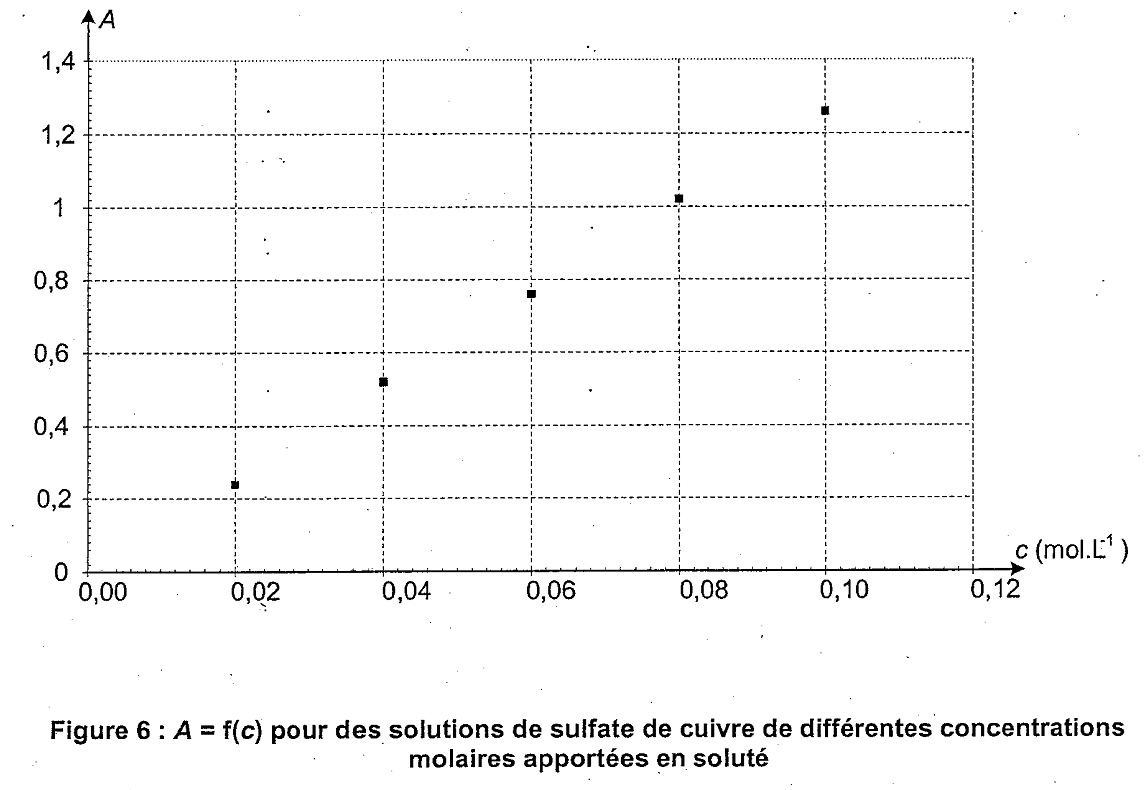 A
1,4
1,2
1
0,8
0,6
0,4
0,2
0
c (mol.L-1)
0,00 0,02 0,04 0,06 0,08 0,10 0,12
Figure 6 : A = f(c) pour des solutions de sulfate de cuivre de différentes concentrations
molaires apportées en soluté